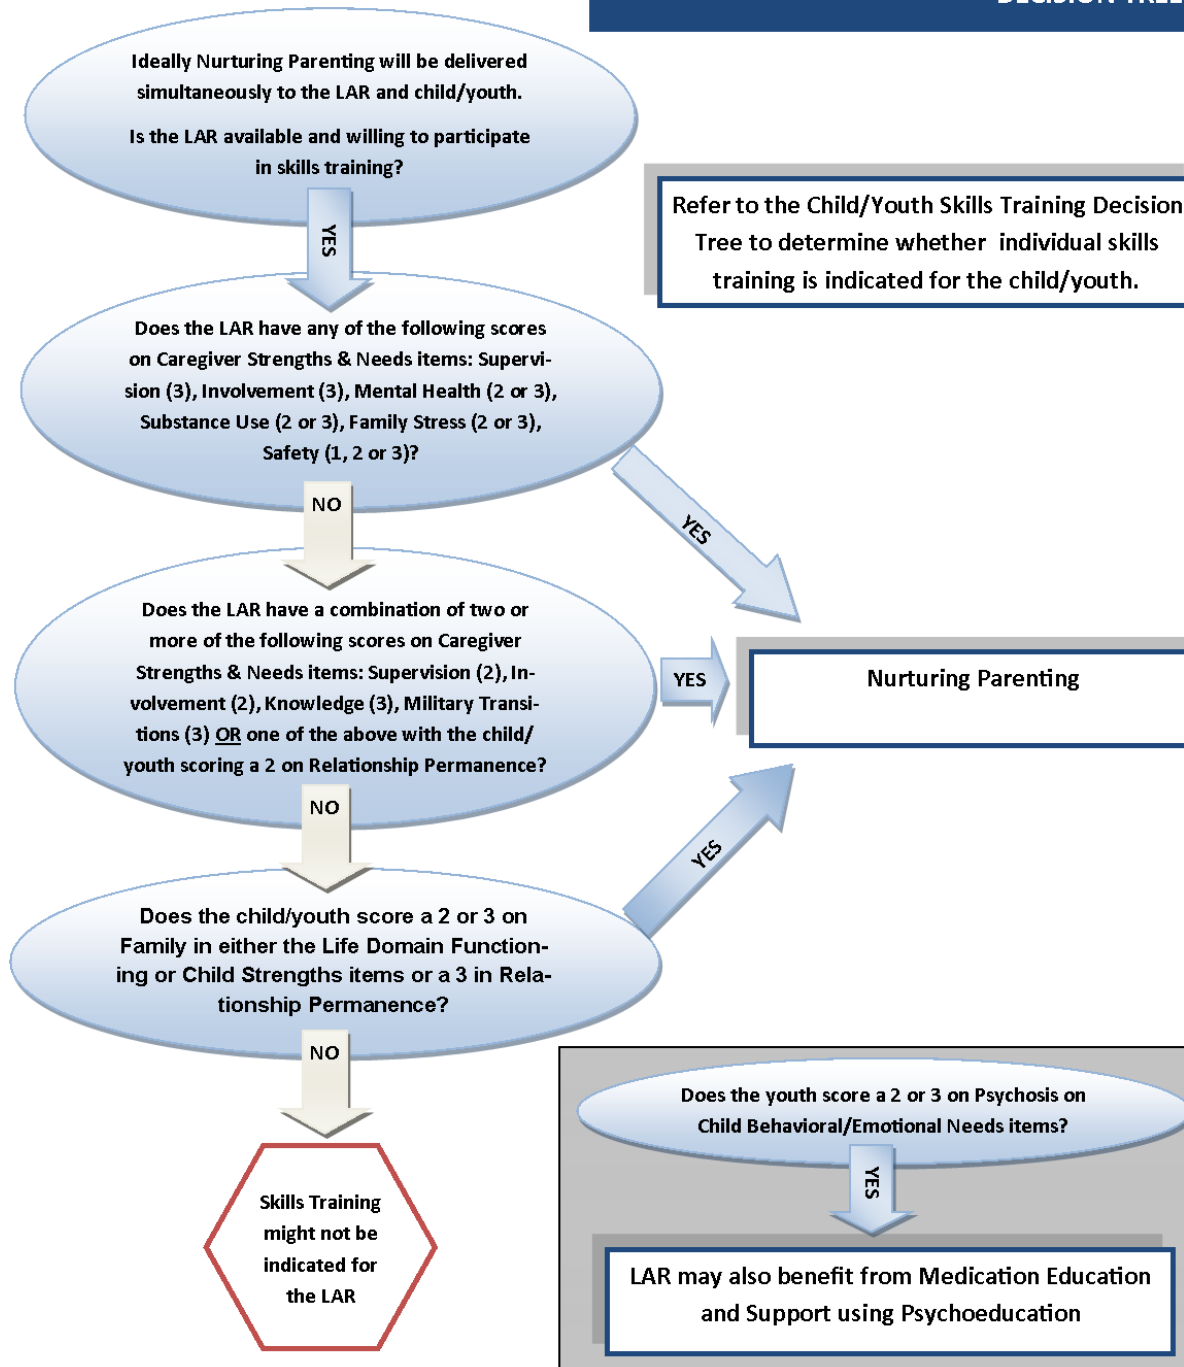 DECISION TREE
Ideally Nurturing Parenting will be delivered
simultaneously to the LAR and child/youth.
Is the LAR available and willing to participate
in skills training?
YES
Refer to the Child/Youth Skills Training Decision
Tree to determine whether individual skills
training is indicated for the child/youth.
Does the LAR have any of the following scores
on Caregiver Strengths & Needs items: Supervi-
sion (3), Involvement (3), Mental Health (2 or 3),
Substance Use (2 or 3), Family Stress (2 or 3),
Safety (1, 2 or 3)?
NO
YES
Does the LAR have a combination of two or
more of the following scores on Caregiver
Strengths & Needs items: Supervision (2), In-
volvement (2), Knowledge (3), Military Transi-
tions (3) OR one of the above with the child/
youth scoring a 2 on Relationship Permanence?
YES
Nurturing Parenting
NO
YES
Does the child/youth score a 2 or 3 on
Family in either the Life Domain Function-
ing or Child Strengths items or a 3 in Rela-
tionship Permanence?
NO
Skills Training
might not be
indicated for
the LAR
Does the youth score a 2 or 3 on Psychosis on
Child Behavioral/Emotional Needs items?
YES
LAR may also benefit from Medication Education
and Support using Psychoeducation